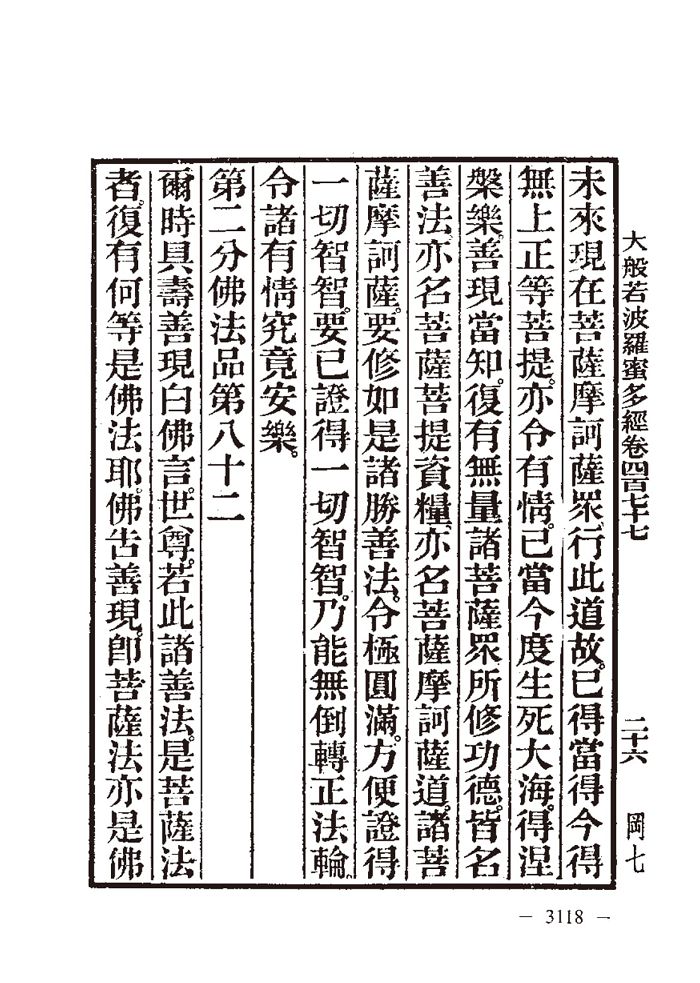 大般若波羅蜜多經卷四百七十七
二十六
岡七
未來現在菩薩摩訶薩眾行此道故。已得當得今得
無上正等菩提。亦令有情。已當今度生死大海。得涅
槃樂。善現當知。復有無量諸菩薩眾所修功德。皆名
善法。亦名菩薩菩提資糧。亦名菩薩摩訶薩道。諸菩
薩摩訶薩。要修如是諸勝善法。令極圓滿。方便證得
一切智智。要已證得一切智智。乃能無倒轉正法輪。
令諸有情究竟安樂。
第二分佛法品第八十二
爾時具壽善現白佛言。世尊。若此諸善法。是菩薩法
者。復有何等是佛法耶。佛告善現。即菩薩法亦是佛
— 3118 —